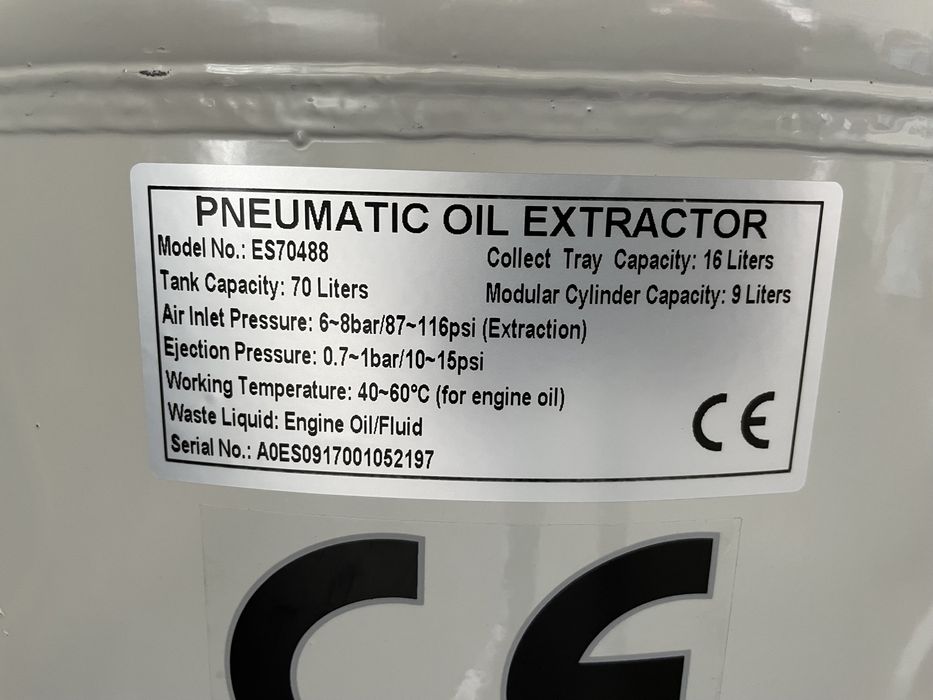 PNEUMATIC OIL EXTRACTOR
Model No.: ES70488
Collect Tray Capacity: 16 Liters
Tank Capacity: 70 Liters
Modular Cylinder Capacity: 9 Liters
Air Inlet Pressure: 6~8bar/87~116psi (Extraction)
Ejection Pressure: 0.7~1bar/10~15psi
Working Temperature: 40~60°C (for engine oil)
Waste Liquid: Engine Oil/Fluid
Serial No.: A0ES0917001052197
CE
CE